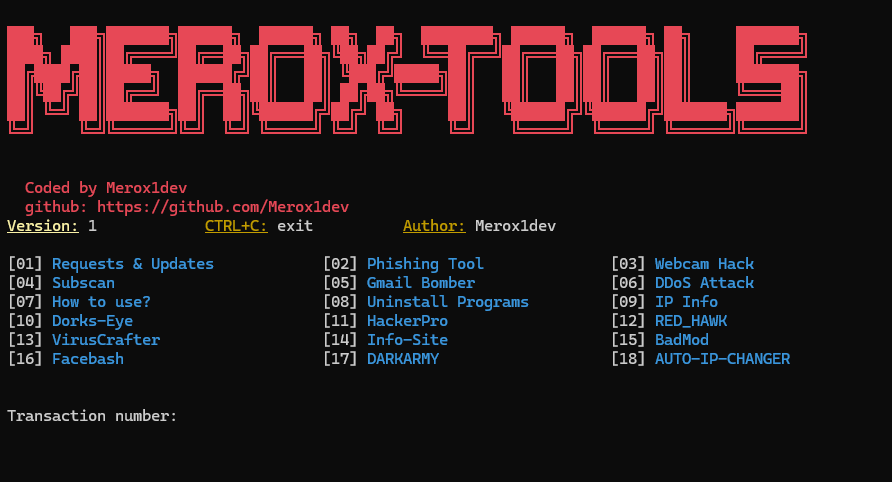 MEROX-TOOLS
Coded by Merox1dev
github: https://github.com/Merox1dev
Version: 1 CTRL+C: exit Author: Merox1dev
[01] Requests & Updates [02] Phishing Tool [03] Webcam Hack
[04] Subscan [05] Gmail Bomber [06] DDoS Attack
[07] How to use? [08] Uninstall Programs [09] IP Info
[10] Dorks-Eye [11] HackerPro [12] RED_HAWK
[13] VirusCrafter [14] Info-Site [15] BadMod
[16] Facebash [17] DARKARMY [18] AUTO-IP-CHANGER
Transaction number: